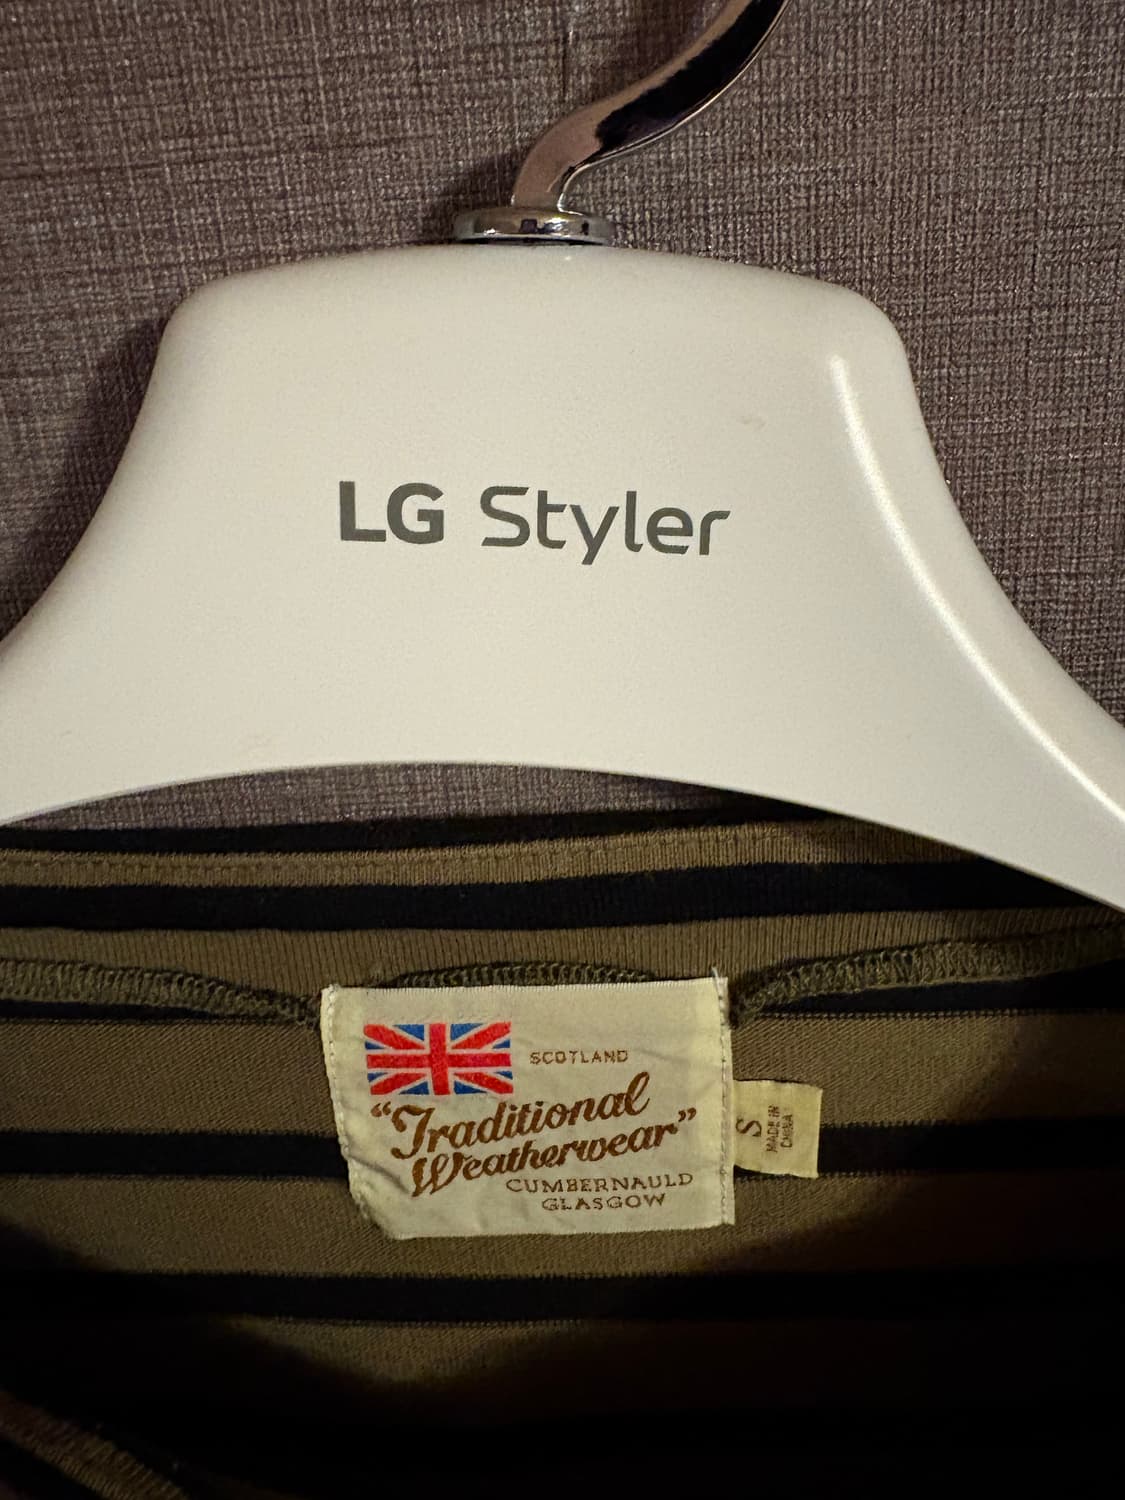 LG Styler
SCOTLAND
“Traditional
Weatherwear”
CUMBERNAULD
GLASGOW
S
MADE IN
CHINA